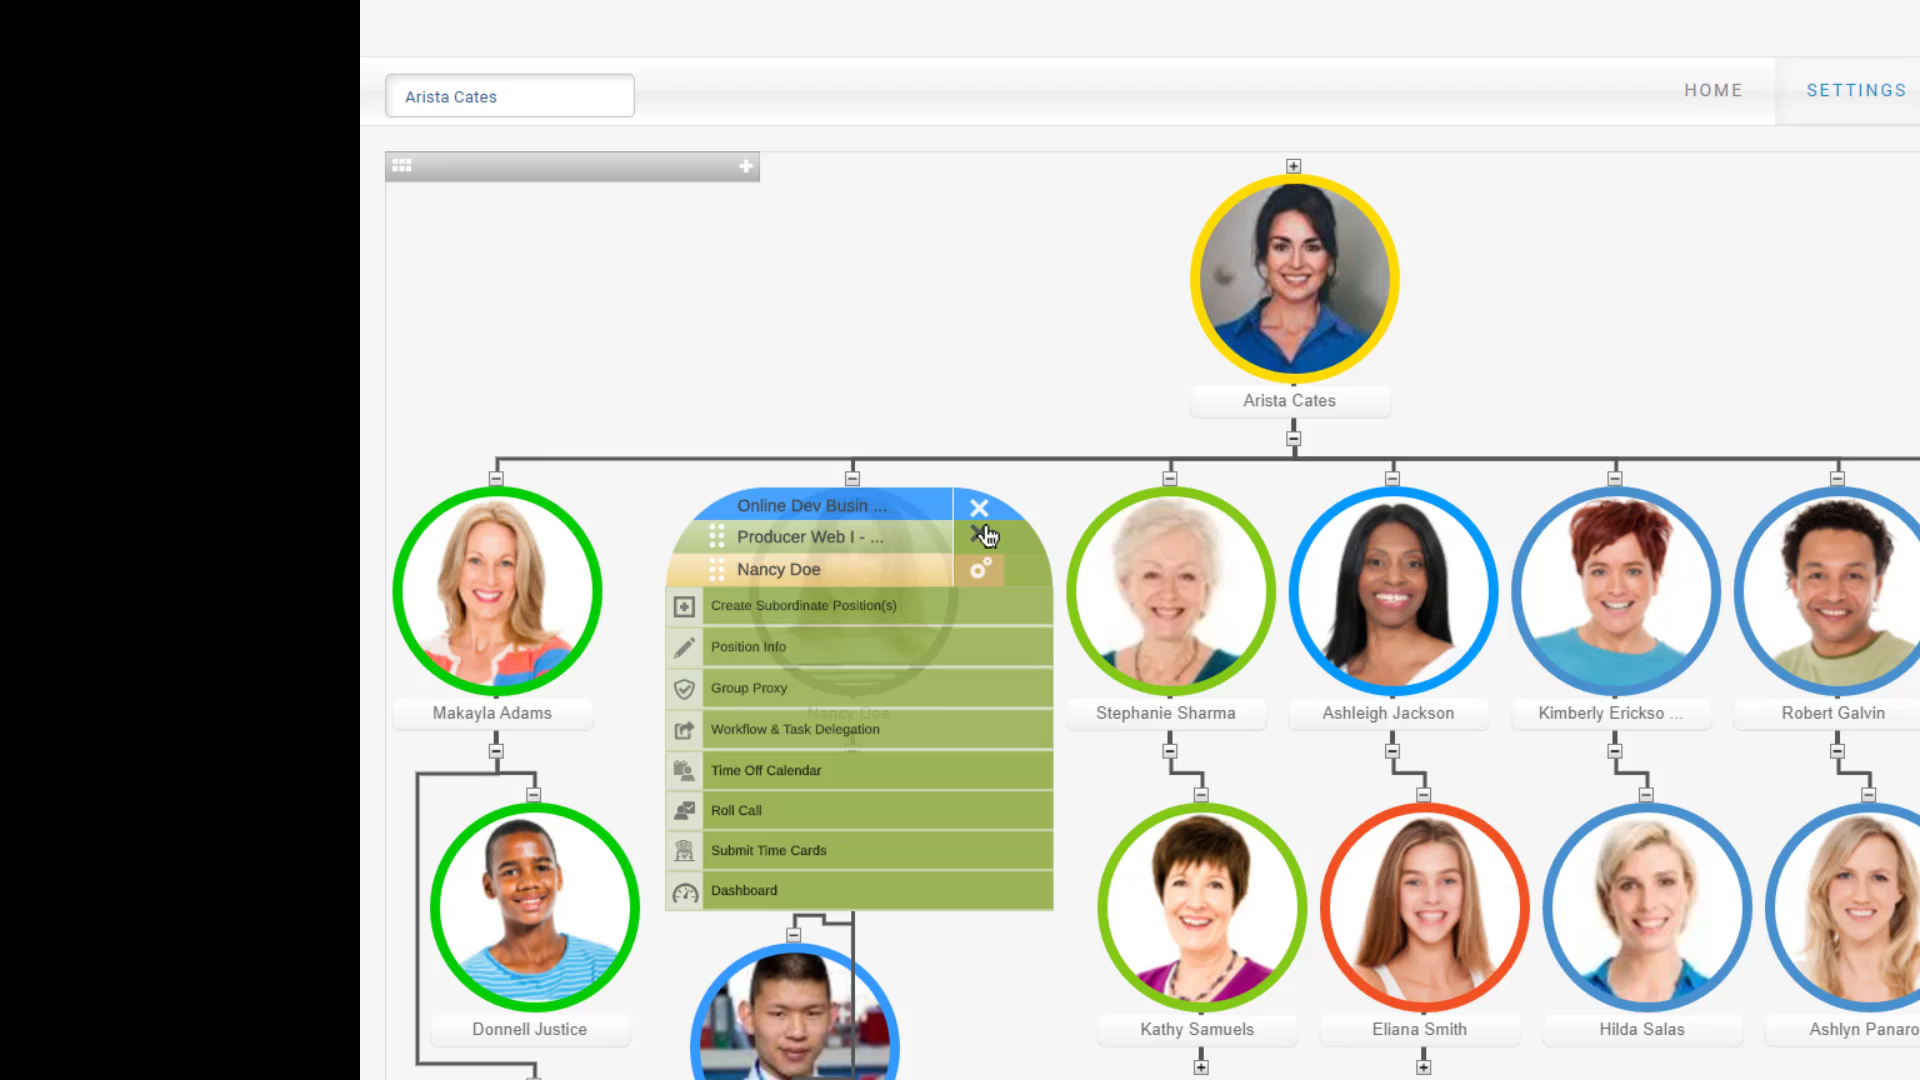 Arista Cates
HOME
SETTINGS
Arista Cates
Online Dev Busin ...
Producer Web I - ...
Nancy Doe
Create Subordinate Position(s)
Position Info
Group Proxy
Nancy Doe
Workflow & Task Delegation
Time Off Calendar
Roll Call
Submit Time Cards
Dashboard
Makayla Adams
Stephanie Sharma
Ashleigh Jackson
Kimberly Erickso ...
Robert Galvin
Donnell Justice
Kathy Samuels
Eliana Smith
Hilda Salas
Ashlyn Panaro